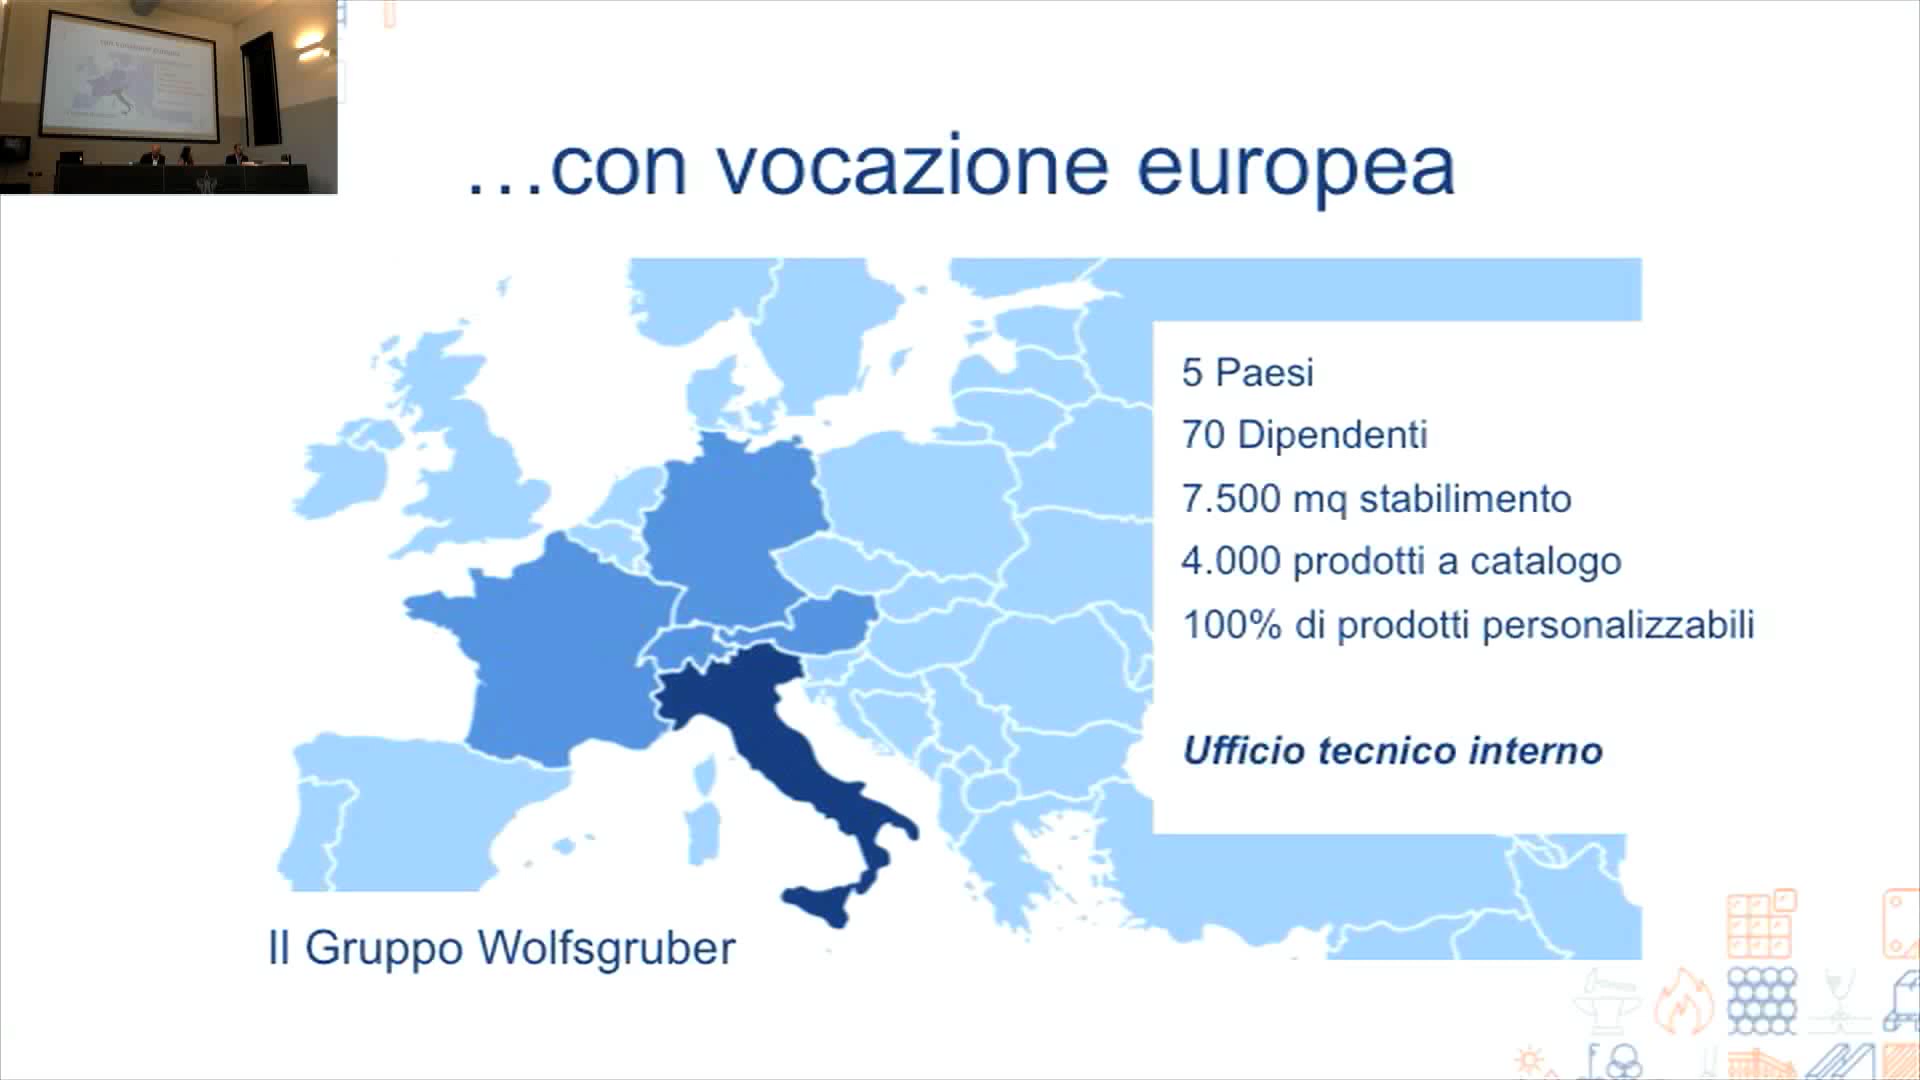 …con vocazione europea
5 Paesi
70 Dipendenti
7.500 mq stabilimento
4.000 prodotti a catalogo
100% di prodotti personalizzabili
Ufficio tecnico interno
Il Gruppo Wolfsgruber